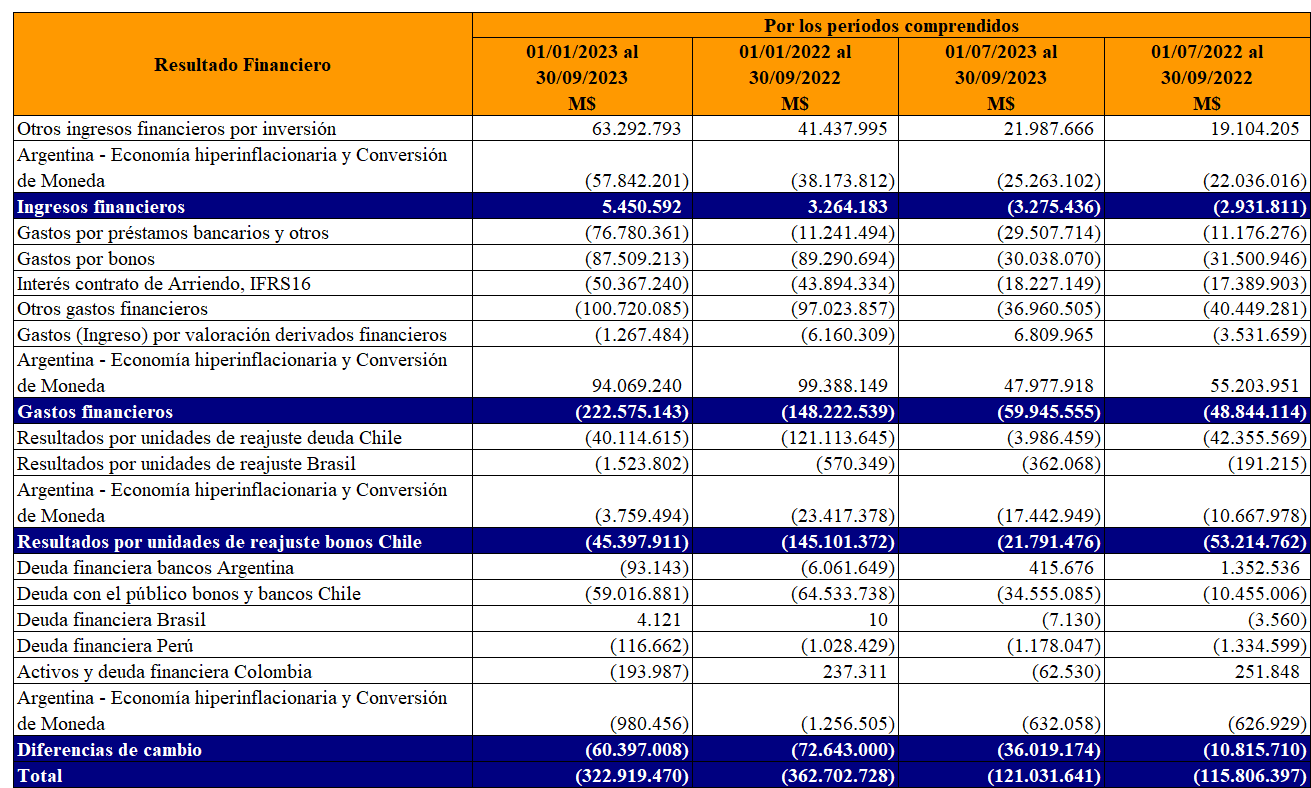 Resultado Financiero
Por los períodos comprendidos
01/01/2023 al 30/09/2023 M$ 01/01/2022 al 30/09/2022 M$ 01/07/2023 al 30/09/2023 M$ 01/07/2022 al 30/09/2022 M$
Otros ingresos financieros por inversión 63.292.793 41.437.995 21.987.666 19.104.205
Argentina - Economía hiperinflacionaria y Conversión
de Moneda (57.842.201) (38.173.812) (25.263.102) (22.036.016)
Ingresos financieros 5.450.592 3.264.183 (3.275.436) (2.931.811)
Gastos por préstamos bancarios y otros (76.780.361) (11.241.494) (29.507.714) (11.176.276)
Gastos por bonos (87.509.213) (89.290.694) (30.038.070) (31.500.946)
Interés contrato de Arriendo, IFRS16 (50.367.240) (43.894.334) (18.227.149) (17.389.903)
Otros gastos financieros (100.720.085) (97.023.857) (36.960.505) (40.449.281)
Gastos (Ingreso) por valoración derivados financieros (1.267.484) (6.160.309) 6.809.965 (3.531.659)
Argentina - Economía hiperinflacionaria y Conversión
de Moneda 94.069.240 99.388.149 47.977.918 55.203.951
Gastos financieros (222.575.143) (148.222.539) (59.945.555) (48.844.114)
Resultados por unidades de reajuste deuda Chile (40.114.615) (121.113.645) (3.986.459) (42.355.569)
Resultados por unidades de reajuste Brasil (1.523.802) (570.349) (362.068) (191.215)
Argentina - Economía hiperinflacionaria y Conversión
de Moneda (3.759.494) (23.417.378) (17.442.949) (10.667.978)
Resultados por unidades de reajuste bonos Chile (45.397.911) (145.101.372) (21.791.476) (53.214.762)
Deuda financiera bancos Argentina (93.143) (6.061.649) 415.676 1.352.536
Deuda con el público bonos y bancos Chile (59.016.881) (64.533.738) (34.555.085) (10.455.006)
Deuda financiera Brasil 4.121 10 (7.130) (3.560)
Deuda financiera Perú (116.662) (1.028.429) (1.178.047) (1.334.599)
Activos y deuda financiera Colombia (193.987) 237.311 (62.530) 251.848
Argentina - Economía hiperinflacionaria y Conversión
de Moneda (980.456) (1.256.505) (632.058) (626.929)
Diferencias de cambio (60.397.008) (72.643.000) (36.019.174) (10.815.710)
Total (322.919.470) (362.702.728) (121.031.641) (115.806.397)